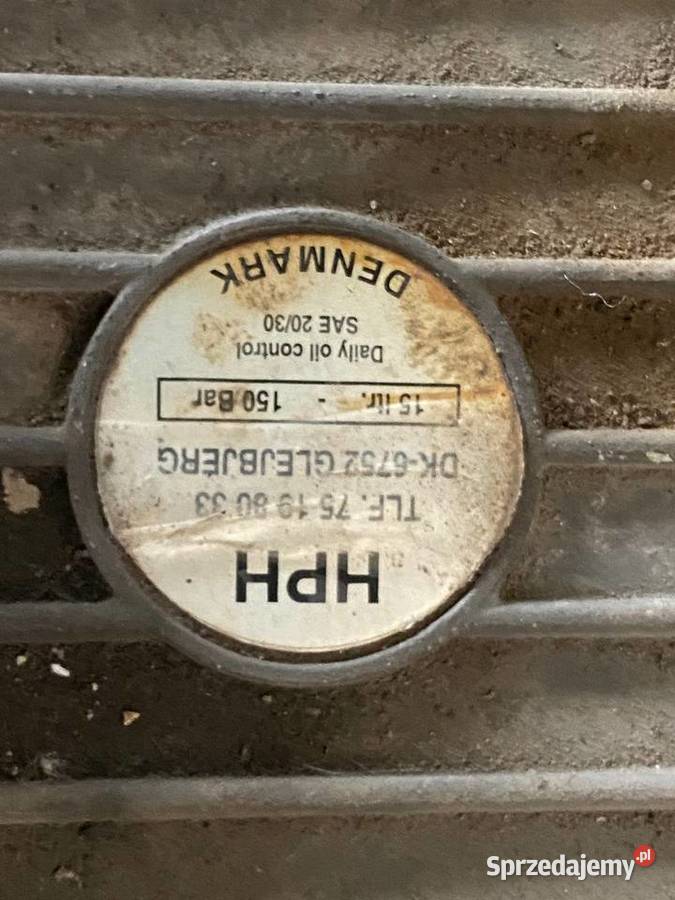 HPH
TLF. 75 19 80 33
DK-6752 GLEJBJERG
15 ltr. - 150 Bar
Daily oil control
SAE 20/30
DENMARK
Sprzedajemy.pl